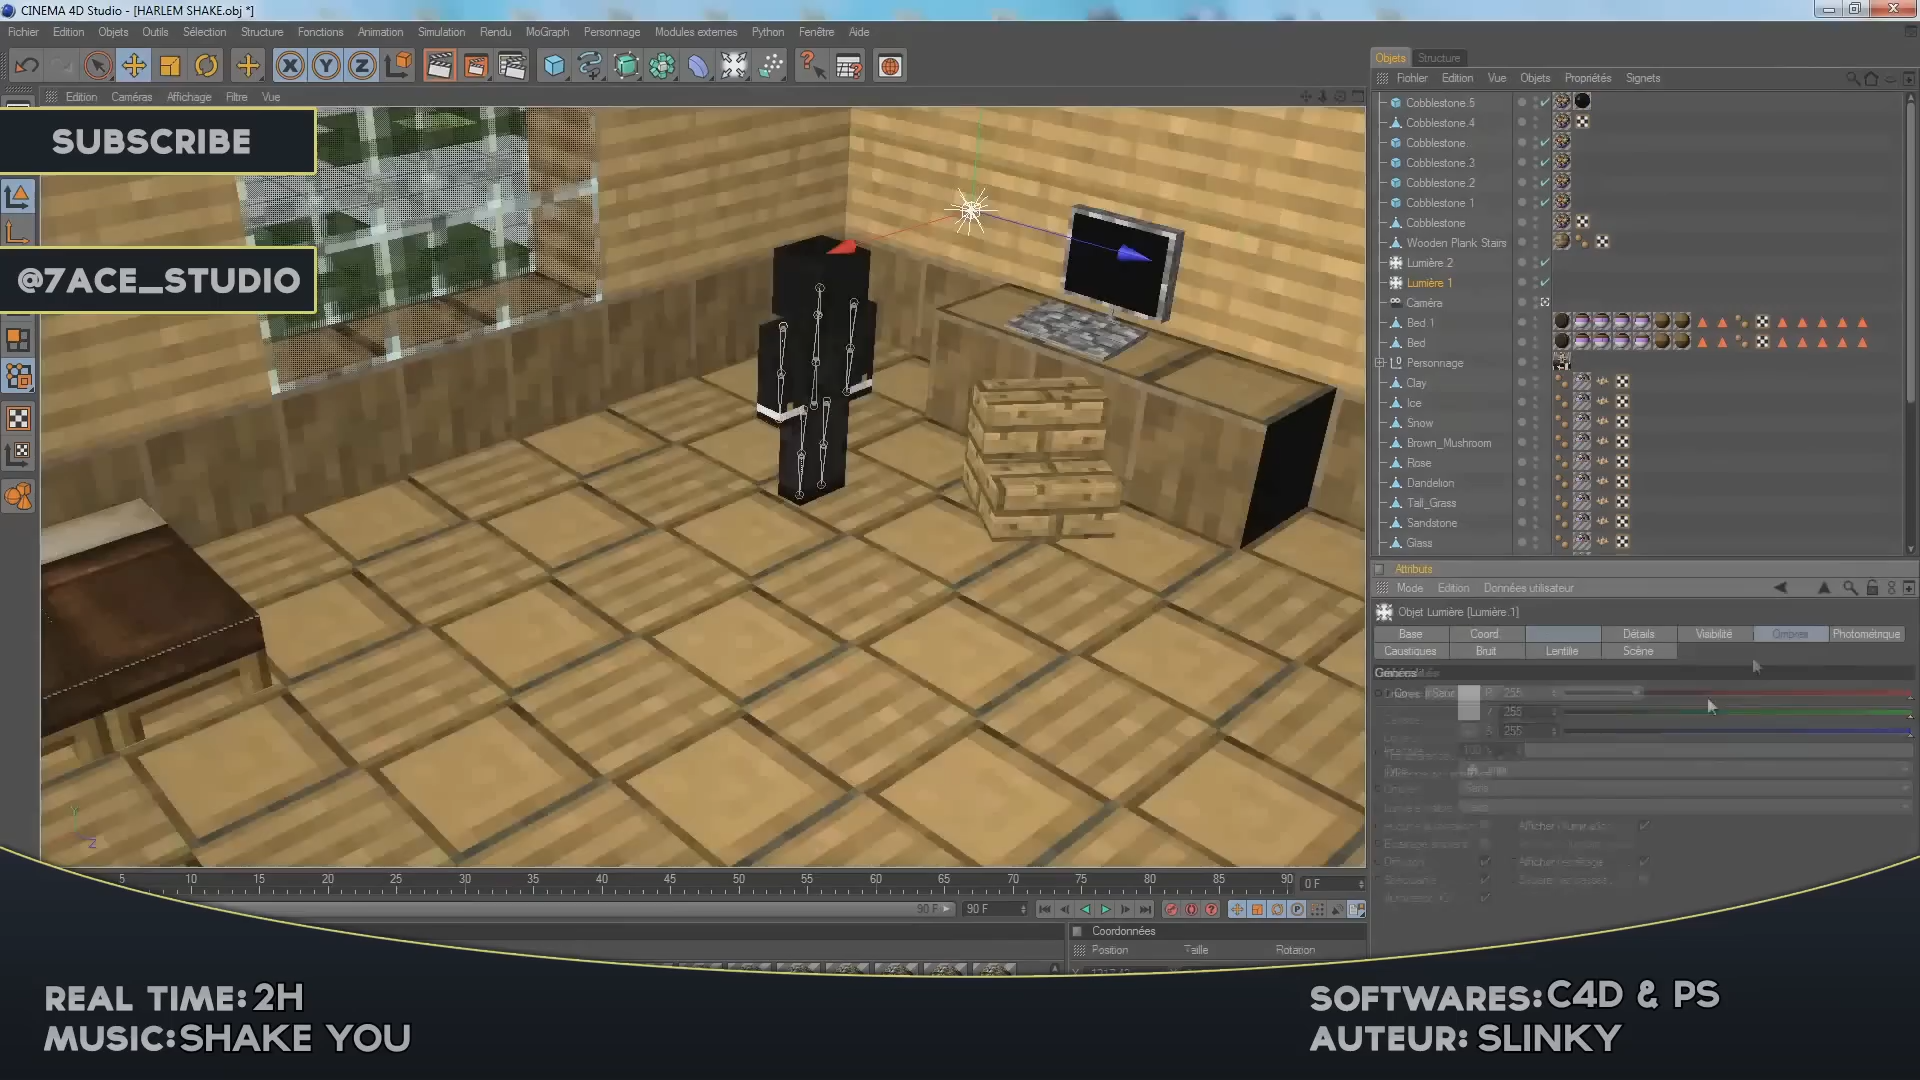 CINEMA 4D Studio - [HARLEM SHAKE.obj *]
Fichier Edition Objets Outils Sélection Structure Fonctions Animation Simulation Rendu MoGraph Personnage Modules externes Python Fenêtre Aide
Edition Caméras Affichage Filtre Vue
SUBSCRIBE
@7ACE_STUDIO
Objets Structure
Fichier Edition Vue Objets Propriétés Signets
Cobblestone.5
Cobblestone.4
Cobblestone
Cobblestone.3
Cobblestone.2
Cobblestone 1
Cobblestone
Wooden Plank Stairs
Lumière 2
Lumière 1
Caméra
Bed 1
Bed
Personnage
Clay
Ice
Snow
Brown_Mushroom
Rose
Dandelion
Tall_Grass
Sandstone
Glass
Attributs
Mode Edition Données utilisateur
Objet Lumière [Lumière.1]
Base Coord. Détails Visibilité Ombres Photométrique
Caustiques Bruit Lentille Scène
255
255
255
100 %
5 10 15 20 25 30 35 40 45 50 55 60 65 70 75 80 85 90 0 F
90 F 90 F
Coordonnées
Position Taille Rotation
REAL TIME: 2H
MUSIC: SHAKE YOU
SOFTWARES: C4D & PS
AUTEUR: SLINKY